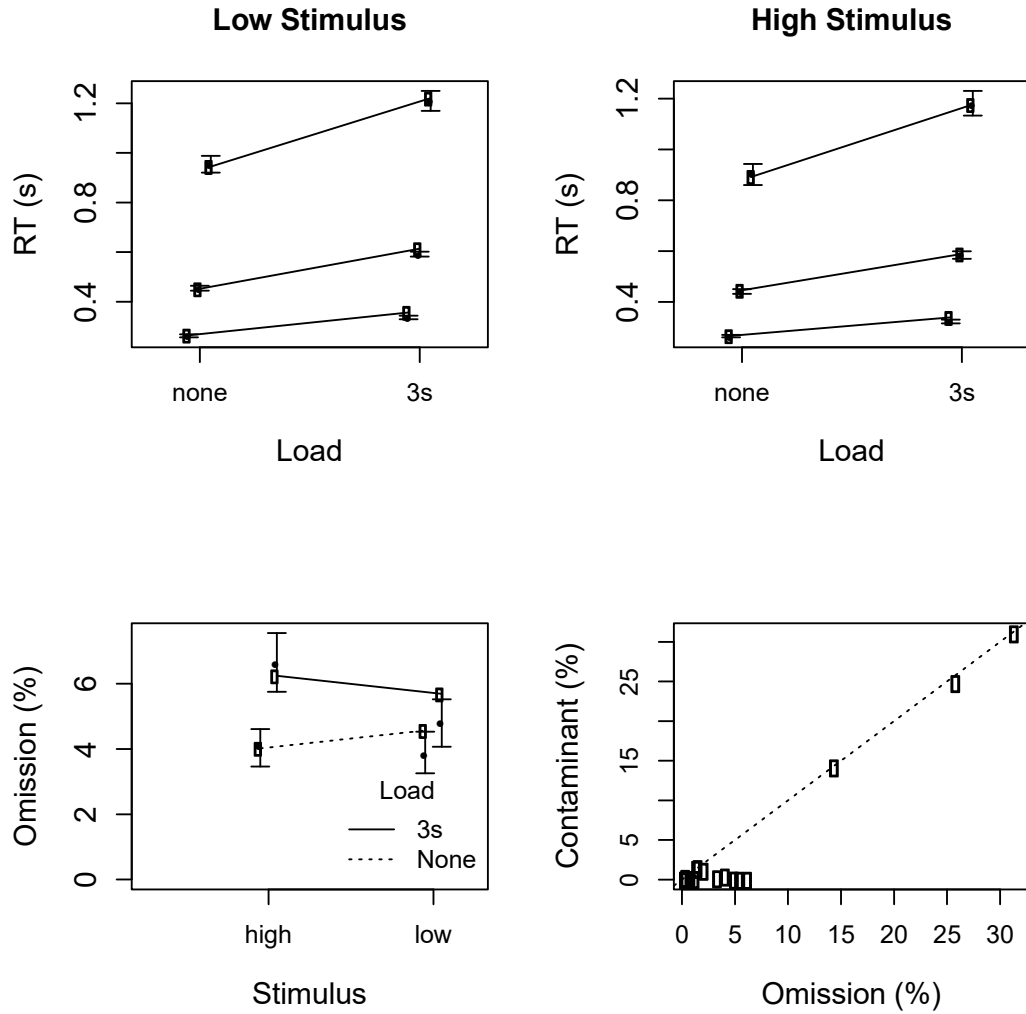 Low Stimulus
RT (s)
1.2
0.8
0.4
none 3s
Load
High Stimulus
RT (s)
1.2
0.8
0.4
none 3s
Load
Omission (%)
6
4
2
0
Load
3s
None
high low
Stimulus
Contaminant (%)
25
15
5
0
0 5 10 15 20 25 30
Omission (%)